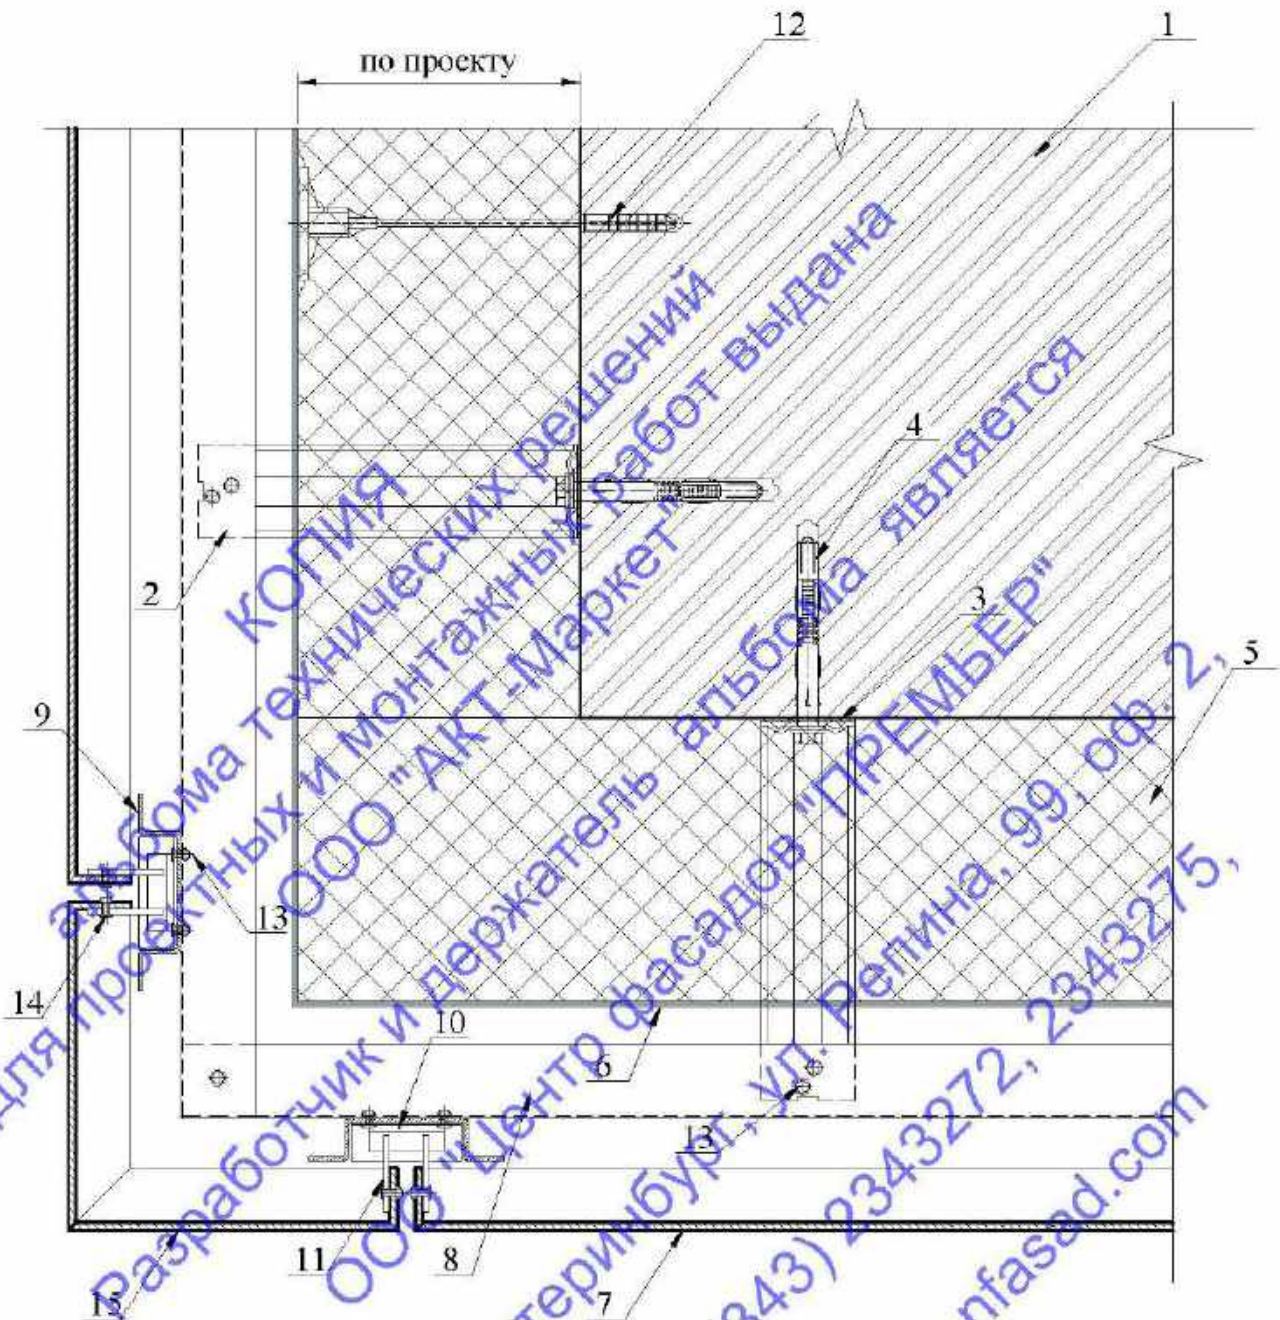 по проекту
12
1
4
2
3
5
9
13
14
10
6
13
11
8
15
7
КОПИЯ
альбома технических решений
для проектных и монтажных работ выдана
ООО "АКТ-Маркет"
Разработчик и держатель альбома является
ООО "Центр фасадов "ПРЕМЬЕР"
ул. Репина, 99, оф. 2,
2343272, 2343275,